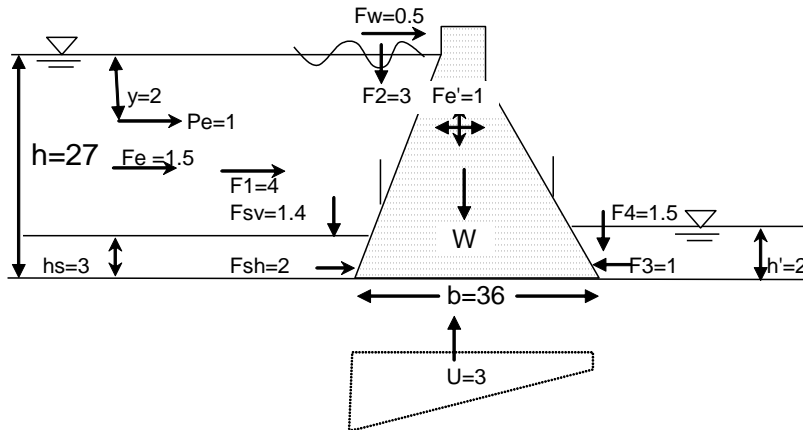 Fw=0.5
y=2
F2=3
Fe'=1
Pe=1
h=27
Fe =1.5
F1=4
Fsv=1.4
F4=1.5
W
hs=3
Fsh=2
F3=1
h'=2
b=36
U=3